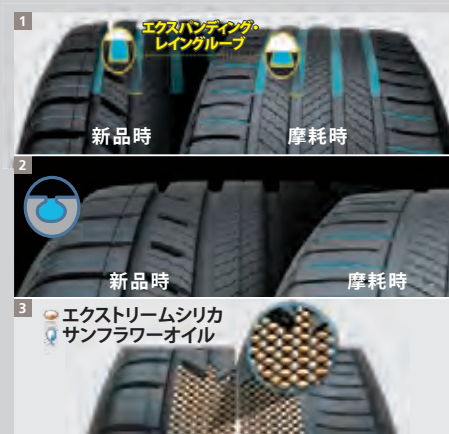 1
エクスパンディング・
レイングルーブ
新品時
摩耗時
2
新品時
摩耗時
3
エクストリームシリカ
サンフラワーオイル